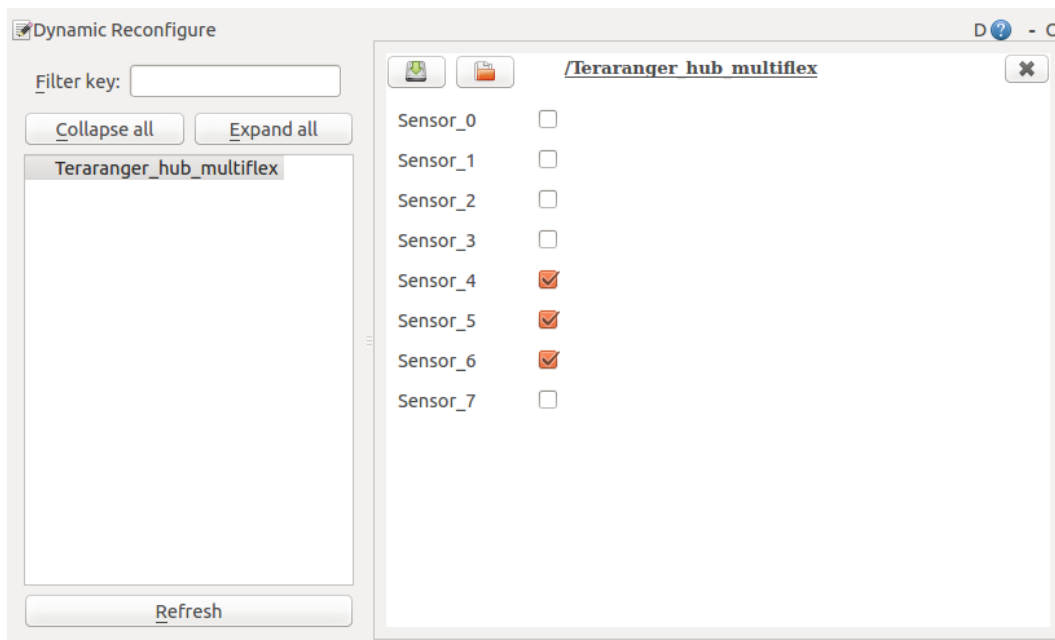 Dynamic Reconfigure
D ? - C
Filter key:
Collapse all Expand all
Teraranger_hub_multiflex
Refresh
/Teraranger_hub_multiflex
Sensor_0
Sensor_1
Sensor_2
Sensor_3
Sensor_4
Sensor_5
Sensor_6
Sensor_7